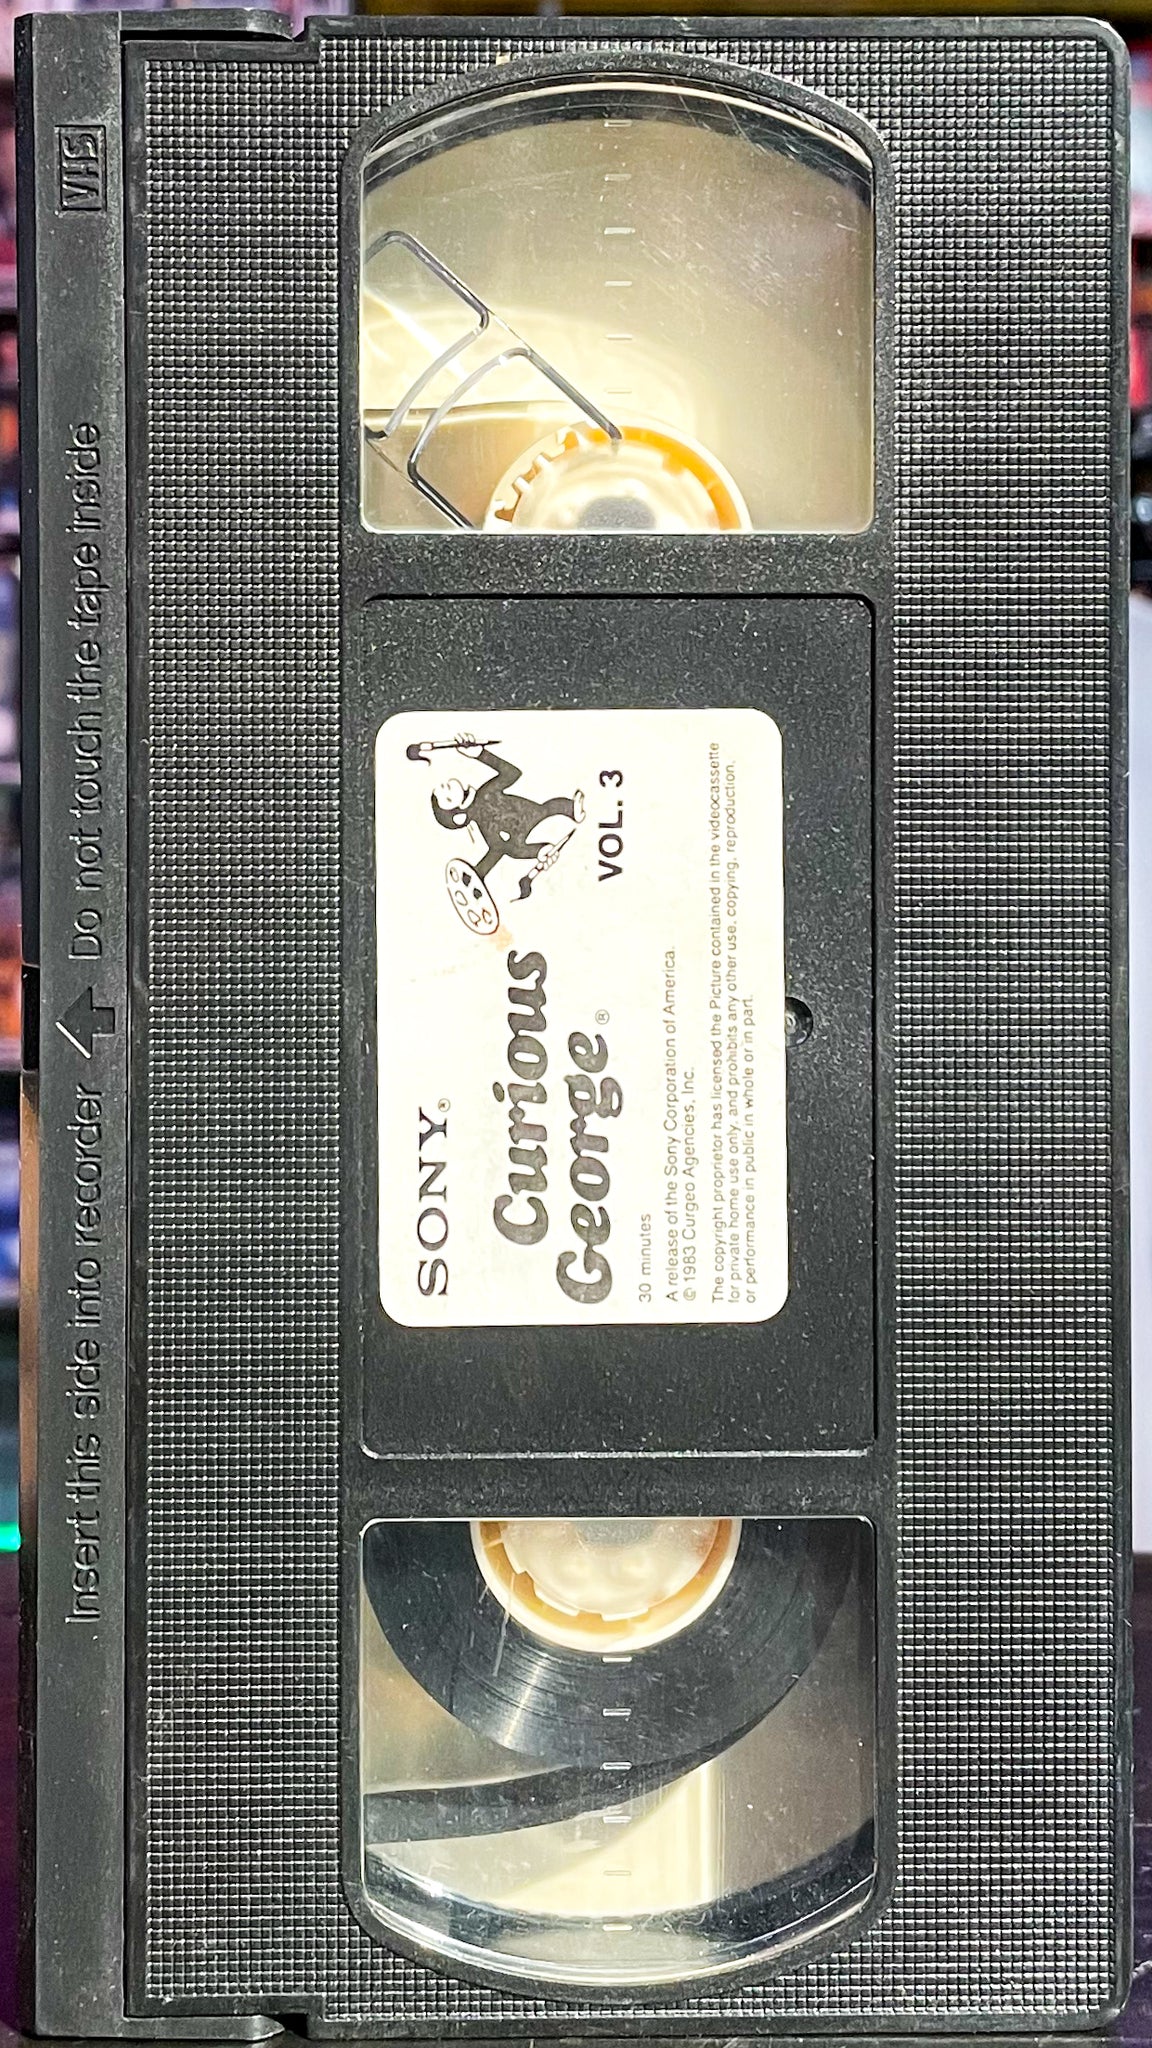 VHS
Insert this side into recorder Do not touch the tape inside
SONY®
Curious
George®
VOL. 3
30 minutes
A release of the Sony Corporation of America.
© 1983 Curgeo Agencies, Inc.
The copyright proprietor has licensed the Picture contained in the videocassette
for private home use only, and prohibits any other use, copying, reproduction,
or performance in public in whole or in part.